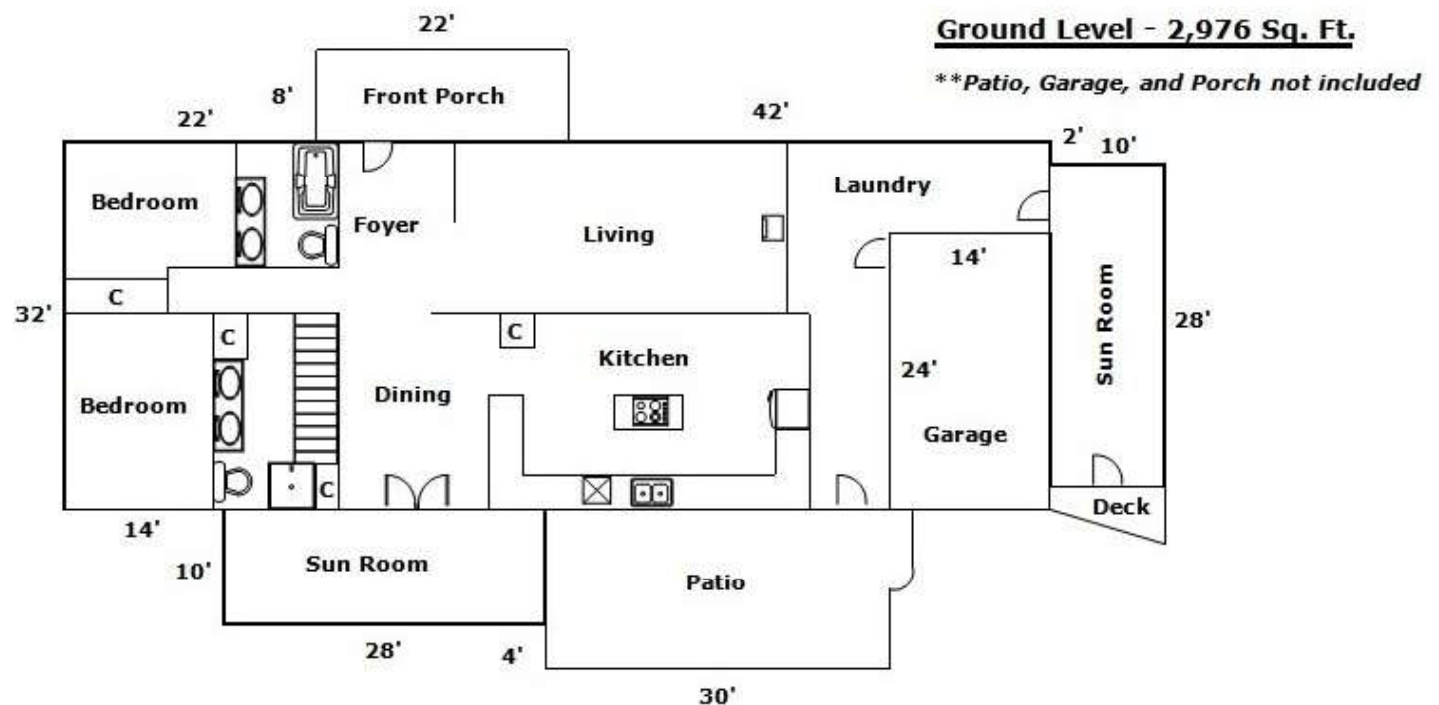 22'
Ground Level - 2,976 Sq. Ft.
**Patio, Garage, and Porch not included
8'
Front Porch
22'
42'
2'
10'
Bedroom
Laundry
Foyer
Living
14'
C
32'
Sun Room
28'
C
C
Kitchen
24'
Bedroom
Dining
Garage
C
Deck
14'
10'
Sun Room
Patio
28'
4'
30'